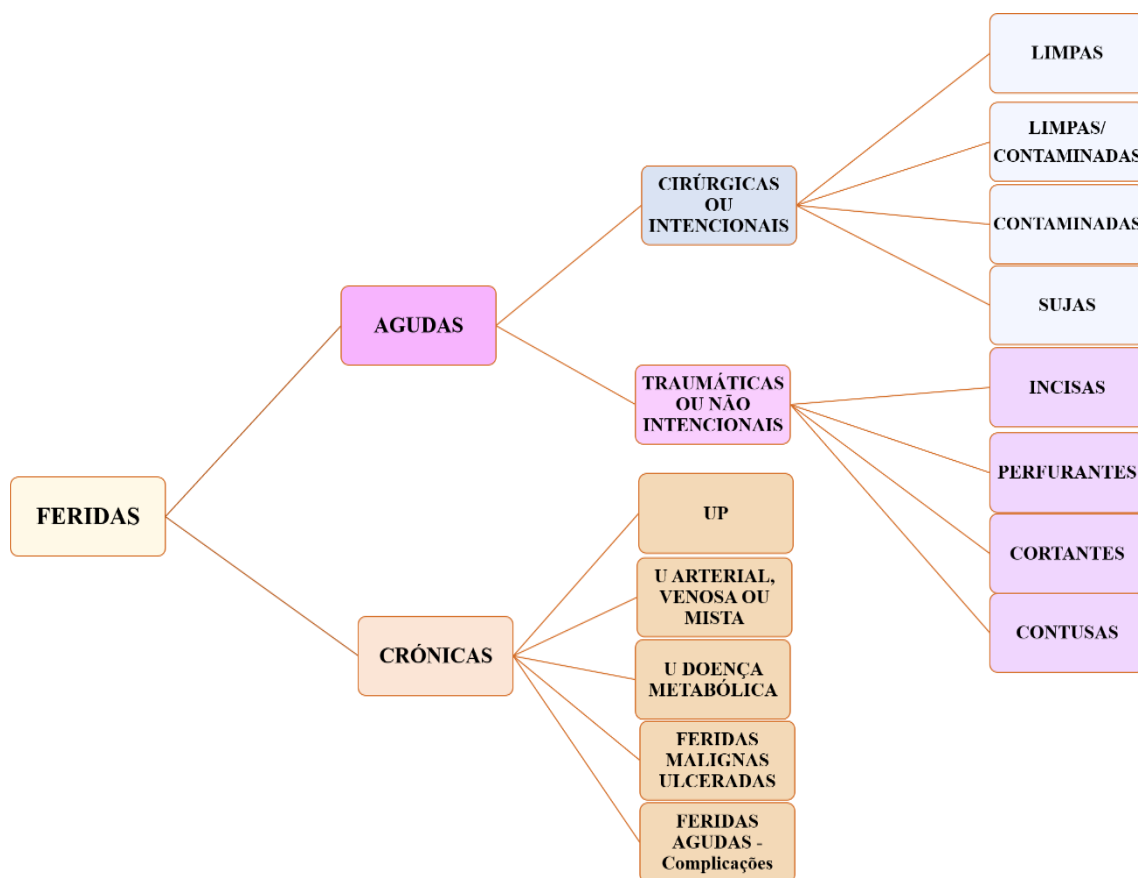 FERIDAS
AGUDAS
CIRÚRGICAS
OU
INTENCIONAIS
LIMPAS
LIMPAS/
CONTAMINADAS
CONTAMINADAS
SUJAS
TRAUMÁTICAS
OU NÃO
INTENCIONAIS
INCISAS
PERFURANTES
CORTANTES
CONTUSAS
CRÓNICAS
UP
U ARTERIAL,
VENOSA OU
MISTA
U DOENÇA
METABÓLICA
FERIDAS
MALIGNAS
ULCERADAS
FERIDAS
AGUDAS -
Complicações